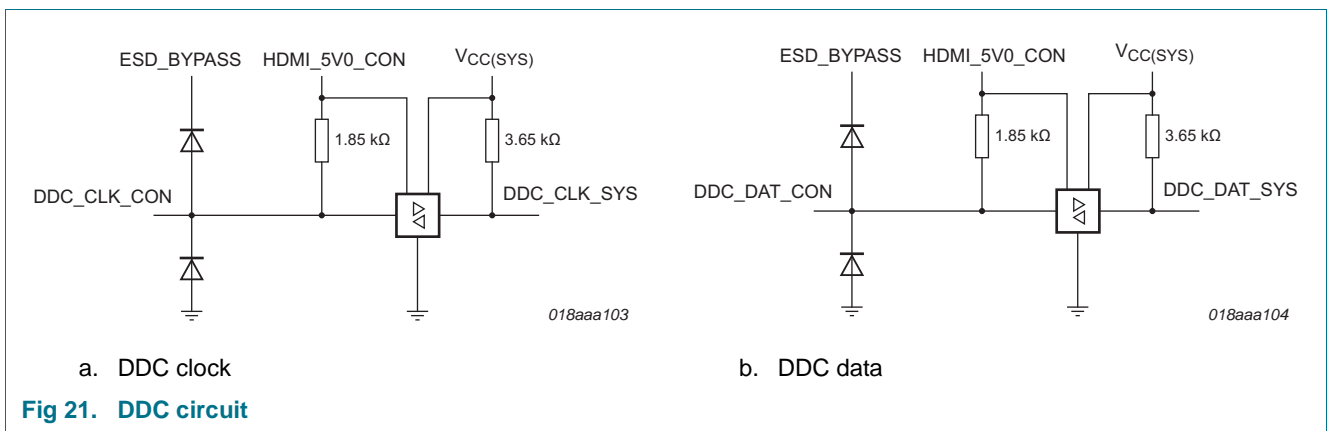 ESD_BYPASS HDMI_5V0_CON VCC(SYS)
1.85 kΩ 3.65 kΩ
DDC_CLK_CON DDC_CLK_SYS
018aaa103
a. DDC clock
ESD_BYPASS HDMI_5V0_CON VCC(SYS)
1.85 kΩ 3.65 kΩ
DDC_DAT_CON DDC_DAT_SYS
018aaa104
b. DDC data
Fig 21. DDC circuit